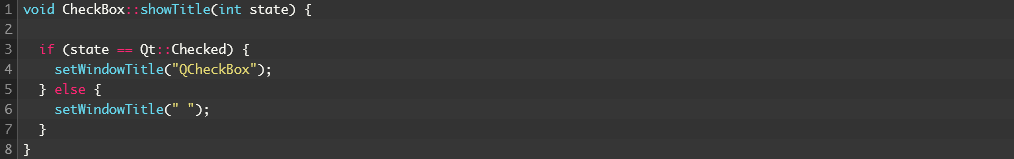 1 void CheckBox::showTitle(int state) {
2
3   if (state == Qt::Checked) {
4     setWindowTitle("QCheckBox");
5   } else {
6     setWindowTitle(" ");
7   }
8 }